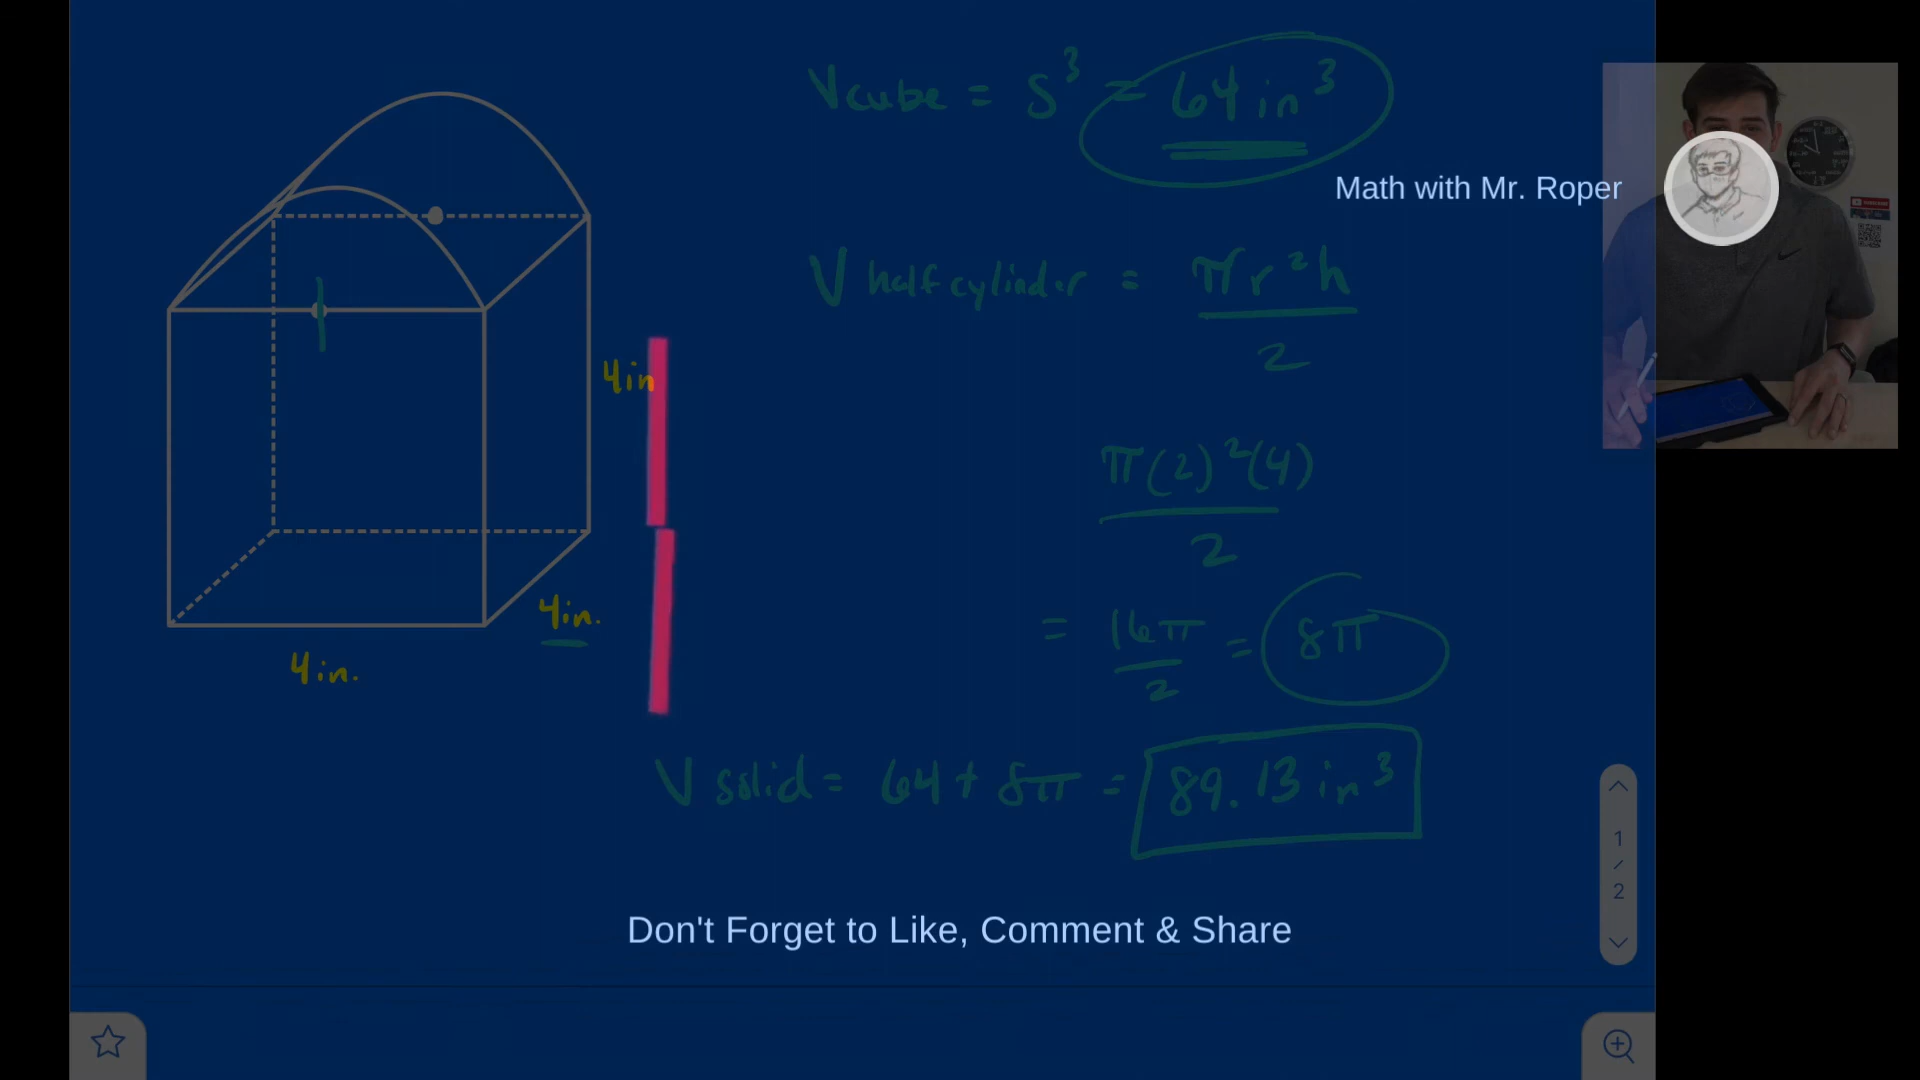 V cube = S³ = 64 in³
Math with Mr. Roper
V half cylinder = πr²h
2
4in
π(2)²(4)
2
4in.
= 16π = 8π
2
4in.
V solid = 64 + 8π = 89.13 in³
1
/
2
Don't Forget to Like, Comment & Share